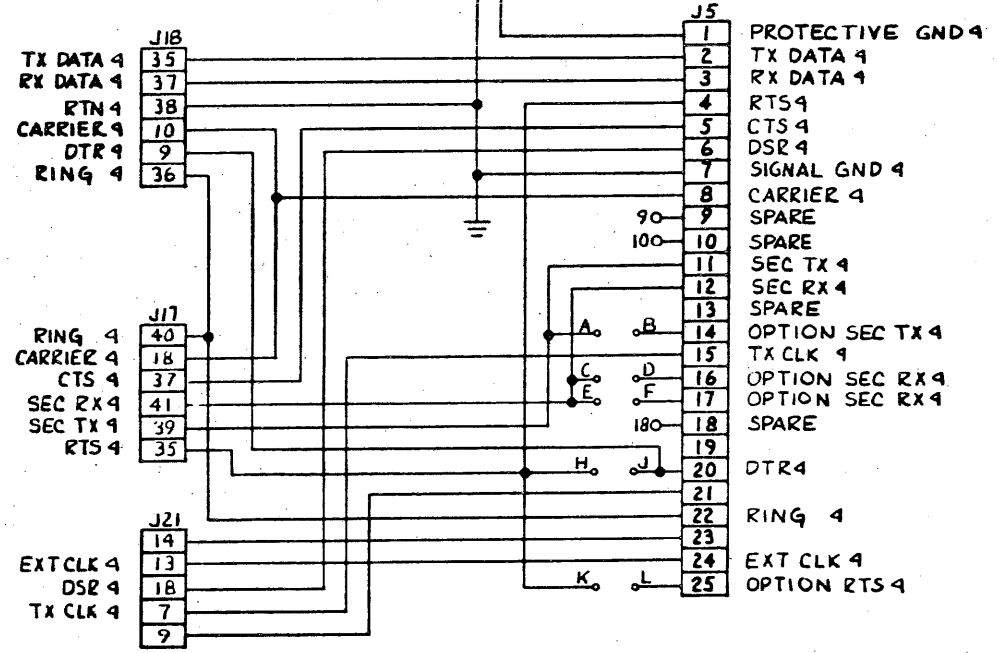 J5
1 PROTECTIVE GND 4
2 TX DATA 4
3 RX DATA 4
4 RTS 4
5 CTS 4
6 DSR 4
7 SIGNAL GND 4
8 CARRIER 4
9 9 SPARE
10 10 SPARE
11 SEC TX 4
12 SEC RX 4
13 SPARE
A B 14 OPTION SEC TX 4
15 TX CLK 4
C D 16 OPTION SEC RX 4
E F 17 OPTION SEC RX 4
18 18 SPARE
19
H J 20 DTR 4
21
22 RING 4
23
24 EXT CLK 4
K L 25 OPTION RTS 4
J18
TX DATA 4 35
RX DATA 4 37
RTN 4 38
CARRIER 4 10
DTR 4 9
RING 4 36
J17
RING 4 40
CARRIER 4 18
CTS 4 37
SEC RX 4 41
SEC TX 4 39
RTS 4 35
J21
14
EXT CLK 4 13
DSR 4 18
TX CLK 4 7
9